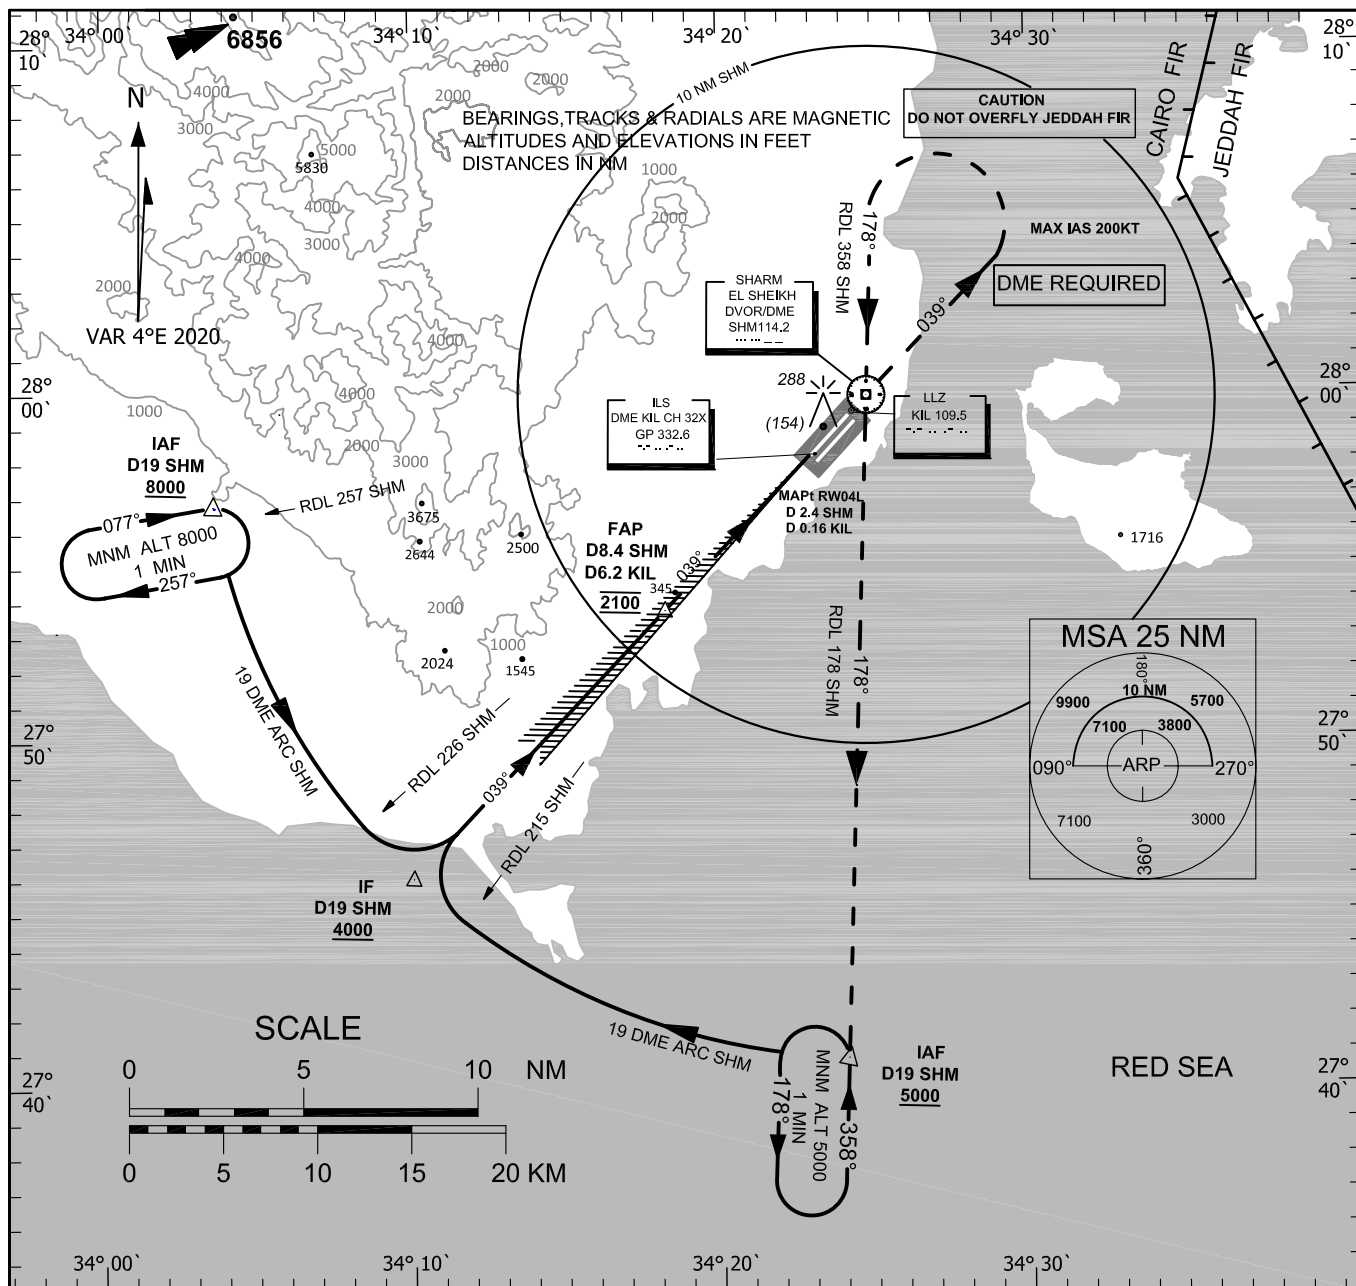 34° 00`
34° 10`
34° 20`
34° 30`
28°
10`
28°
10`
6856
N
VAR 4°E 2020
4000
3000
5000
5830
4000
3000
4000
2000
2000
2000
2000
1000
2000
4000
4000
2000
3000
1000
10 NM SHM
BEARINGS,TRACKS & RADIALS ARE MAGNETIC
ALTITUDES AND ELEVATIONS IN FEET
DISTANCES IN NM
CAUTION
DO NOT OVERFLY JEDDAH FIR
CAIRO FIR
JEDDAH FIR
MAX IAS 200KT
DME REQUIRED
RDL 358 SHM
178°
039°
SHARM
EL SHEIKH
DVOR/DME
SHM114.2
28°
00`
28°
00`
288
(154)
ILS
DME KIL CH 32X
GP 332.6
LLZ
KIL 109.5
IAF
D19 SHM
8000
RDL 257 SHM
077°
MNM ALT 8000
1 MIN
257°
3675
2644
2500
2000
1000
2024
1545
FAP
D8.4 SHM
D6.2 KIL
2100
345
039°
MAPt RW04L
D 2.4 SHM
D 0.16 KIL
1716
RDL 178 SHM
178°
19 DME ARC SHM
RDL 226 SHM
039°
RDL 215 SHM
MSA 25 NM
180°
10 NM
9900
5700
7100
3800
090°
ARP
270°
7100
3000
360°
27°
50`
27°
50`
IF
D19 SHM
4000
SCALE
0
5
10
NM
0
5
10
15
20 KM
19 DME ARC SHM
MNM ALT 5000
1 MIN
178°
358°
IAF
D19 SHM
5000
RED SEA
27°
40`
27°
40`
34° 00`
34° 10`
34° 20`
34° 30`